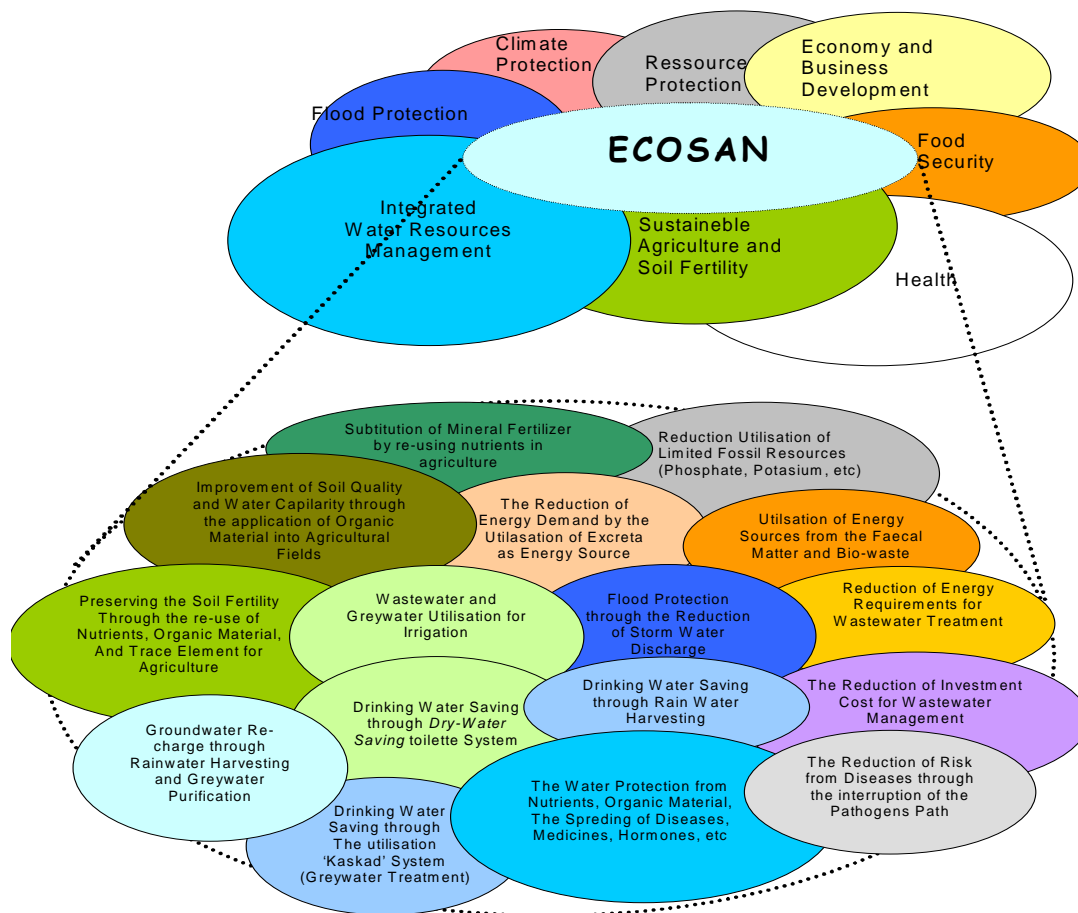 Climate
Protection
Ressource
Protection
Economy and
Business
Development
Flood Protection
ECOSAN
Food
Security
Integrated
Water Resources
Management
Sustaineble
Agriculture and
Soil Fertility
Health
Subtitution of Mineral Fertilizer
by re-using nutrients in
agriculture
Reduction Utilisation of
Limited Fossil Resources
(Phosphate, Potasium, etc)
Improvement of Soil Quality
and Water Capilarity through
the application of Organic
Material into Agricultural
Fields
The Reduction of
Energy Demand by the
Utilasation of Excreta
as Energy Source
Utilsation of Energy
Sources from the Faecal
Matter and Bio-waste
Preserving the Soil Fertility
Through the re-use of
Nutrients, Organic Material,
And Trace Element for
Agriculture
Wastewater and
Greywater Utilisation for
Irrigation
Flood Protection
through the Reduction
of Storm Water
Discharge
Reduction of Energy
Requirements for
Wastewater Treatment
Drinking Water Saving
through Rain Water
Harvesting
The Reduction of Investment
Cost for Wastewater
Management
Groundwater Re-
charge through
Rainwater Harvesting
and Greywater
Purification
Drinking Water Saving
through Dry-Water
Saving toilette System
The Water Protection from
Nutrients, Organic Material,
The Spreding of Diseases,
Medicines, Hormones, etc
The Reduction of Risk
from Diseases through
the interruption of the
Pathogens Path
Drinking Water
Saving through
The utilisation
‘Kaskad’ System
(Greywater Treatment)